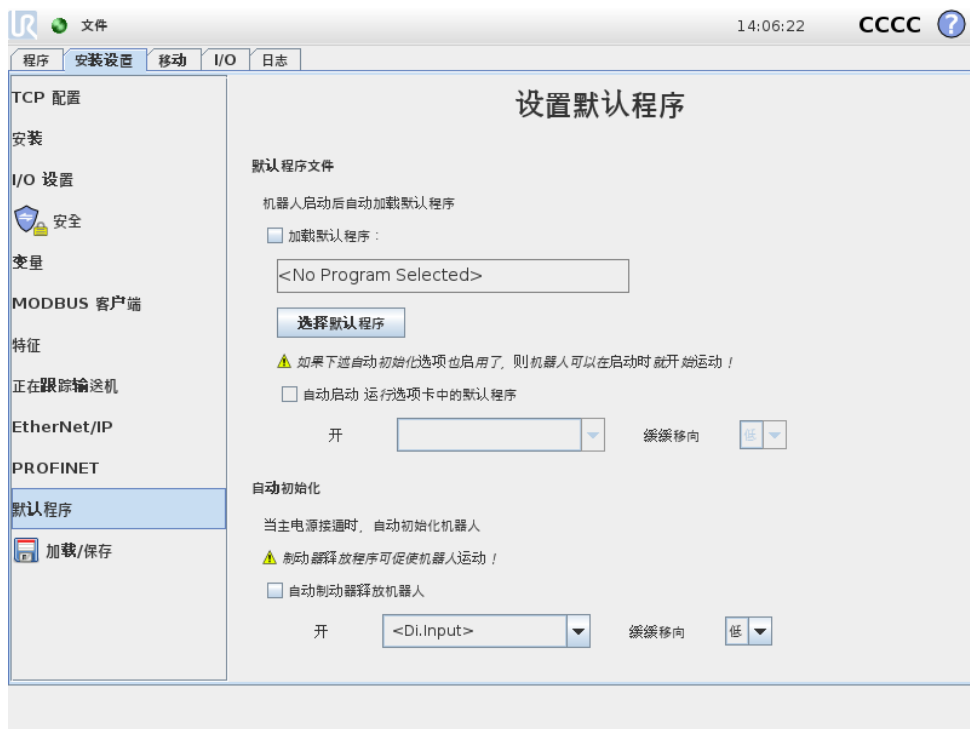 UR 文件 14:06:22 CCCC ?
程序 安装设置 移动 I/O 日志
TCP 配置
安装
I/O 设置
安全
变量
MODBUS 客户端
特征
正在跟踪输送机
EtherNet/IP
PROFINET
默认程序
加载/保存
设置默认程序
默认程序文件
机器人启动后自动加载默认程序
加载默认程序：
<No Program Selected>
选择默认程序
如果下述自动初始化选项也启用了，则机器人可以在启动时就开始运动！
自动启动 运行选项卡中的默认程序
开 缓缓移向 低
自动初始化
当主电源接通时，自动初始化机器人
制动器释放程序可促使机器人运动！
自动制动器释放机器人
开 <Di.Input> 缓缓移向 低